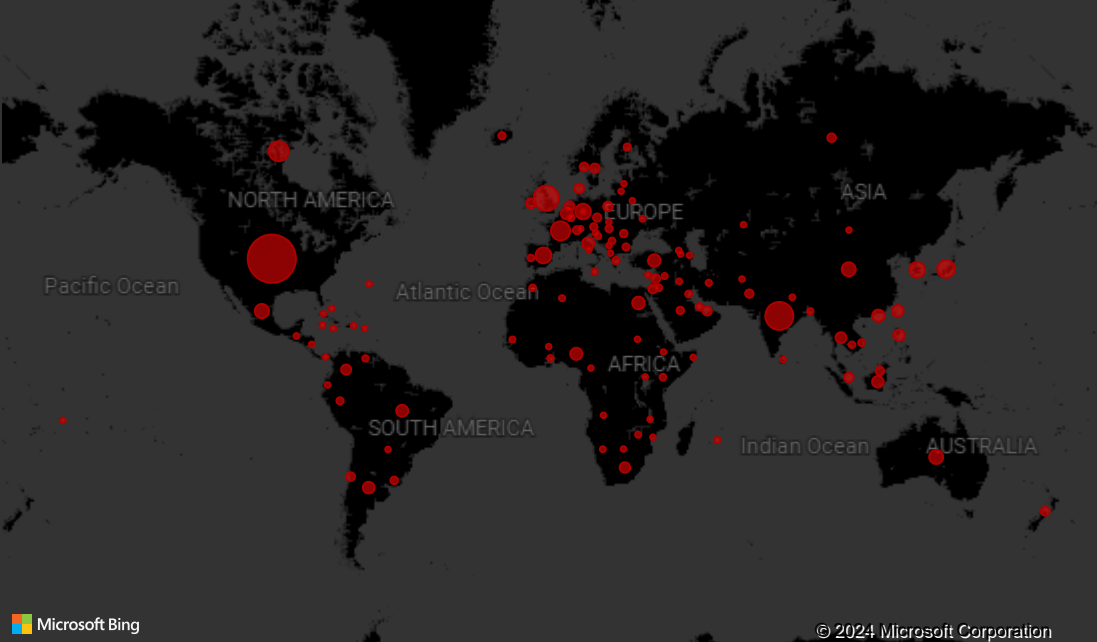 ASIA
NORTH AMERICA
EUROPE
Pacific Ocean
Atlantic Ocean
AFRICA
SOUTH AMERICA
Indian Ocean
AUSTRALIA
Microsoft Bing
© 2024 Microsoft Corporation